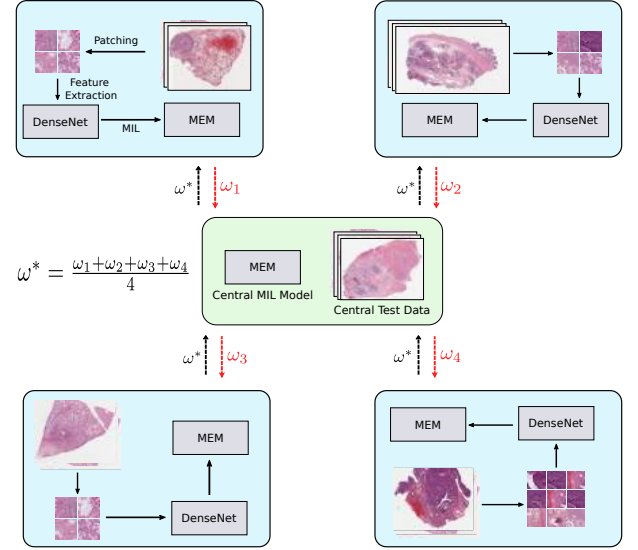 Patching
Feature
Extraction
DenseNet
MIL
MEM
MEM
DenseNet
ω* ω₁
ω* ω₂
ω* = (ω₁+ω₂+ω₃+ω₄)/4
MEM
Central MIL Model
Central Test Data
ω* ω₃
ω* ω₄
MEM
DenseNet
MEM
DenseNet